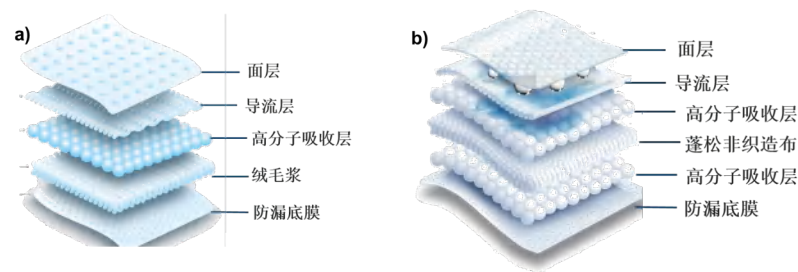 a)
面层
导流层
高分子吸收层
绒毛浆
防漏底膜
b)
面层
导流层
高分子吸收层
蓬松非织造布
高分子吸收层
防漏底膜